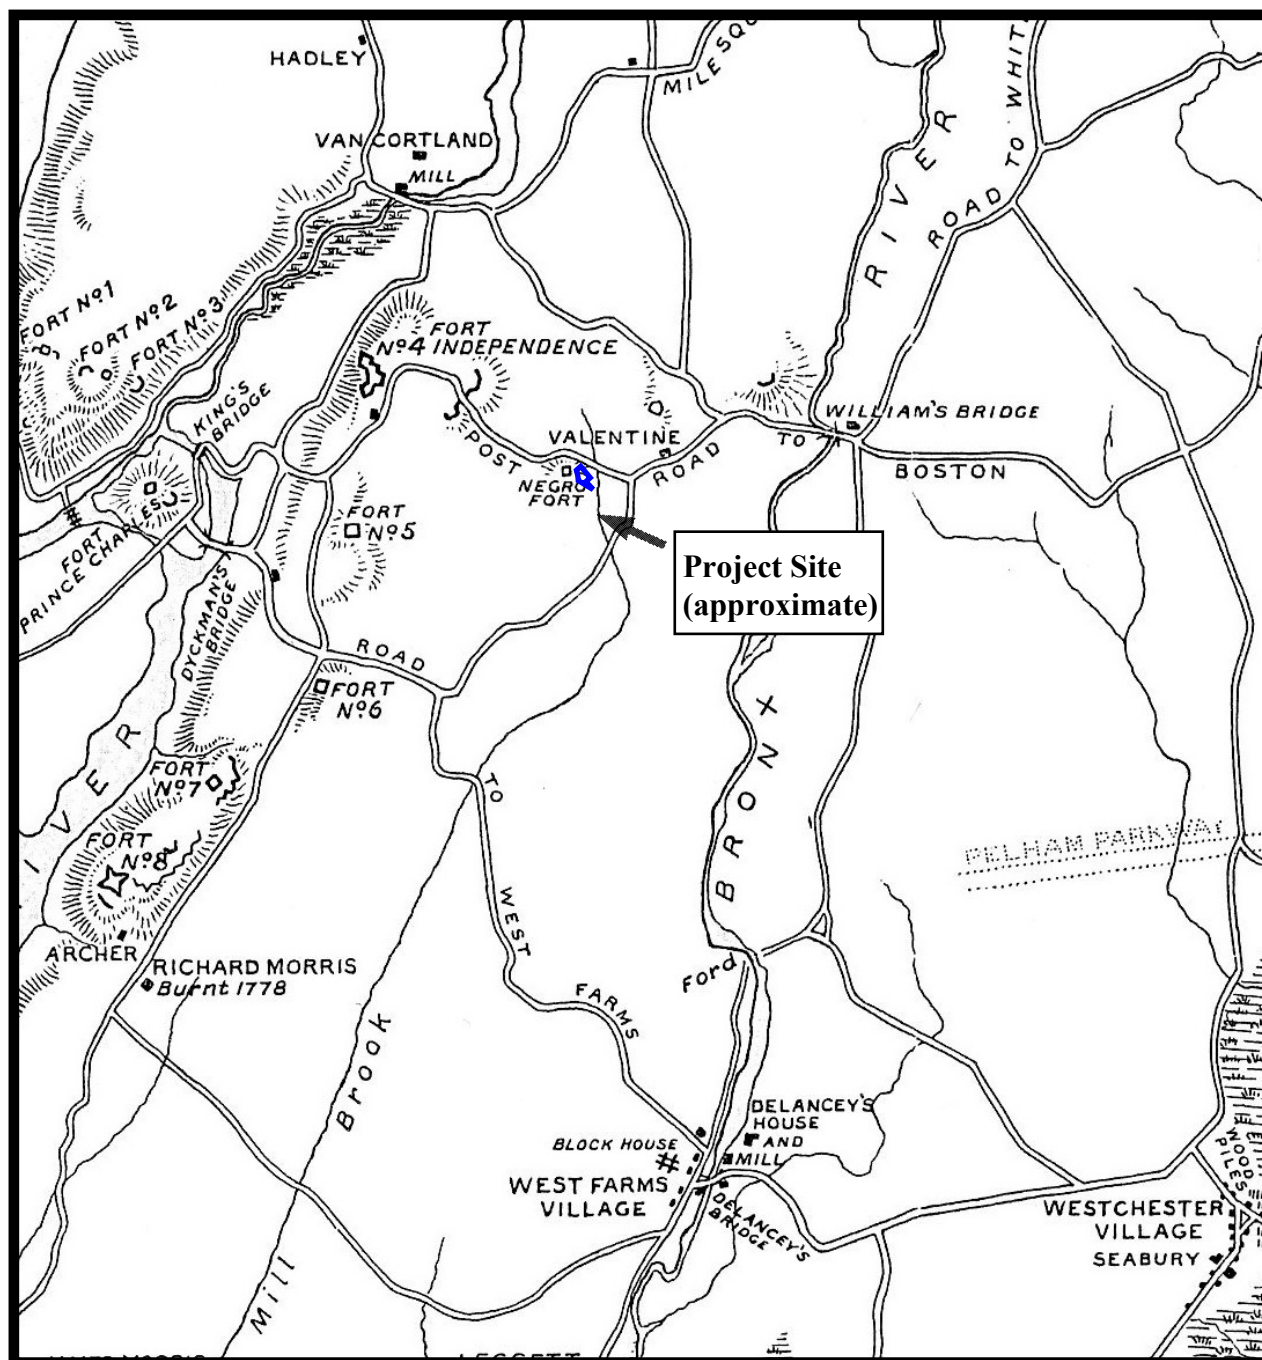 HADLEY
MILE SQU
ROAD TO WHIT
VAN CORTLAND
MILL
RIVER
FORT Nº1
FORT Nº2
FORT Nº3
FORT
Nº4 INDEPENDENCE
KING'S
BRIDGE
POST
VALENTINE
ROAD
TO
WILLIAM'S BRIDGE
BOSTON
NEGRO
FORT
FORT
PRINCE CHARLES
FORT
Nº5
Project Site
(approximate)
DYCKMAN'S
BRIDGE
ROAD
FORT
Nº6
IVER
FORT
Nº7
TO
BRONX
FORT
Nº8
PELHAM PARKWAY
WEST
ARCHER
RICHARD MORRIS
Burnt 1778
Ford
FARMS
Mill Brook
DELANCEY'S
HOUSE
AND
MILL
BLOCK HOUSE
WEST FARMS
VILLAGE
DELANCEY'S
BRIDGE
WOOD
PILES
WESTCHESTER
VILLAGE
SEABURY